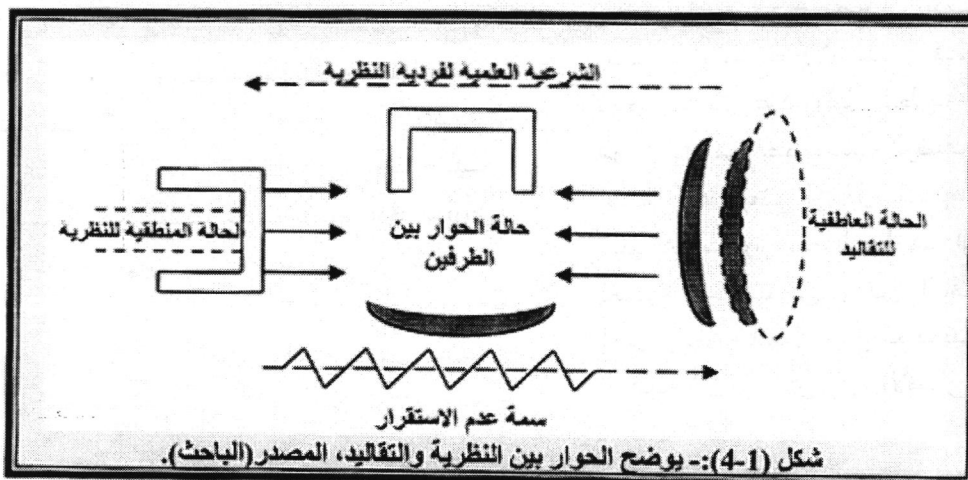 الشرعية العلمية لفردية النظرية
الحالة العاطفية
للتقاليد
حالة الحوار بين
الطرفين
الحالة المنطقية للنظرية
سمة عدم الاستقرار
شكل (1-4):- يوضح الحوار بين النظرية والتقاليد، المصدر(الباحث).